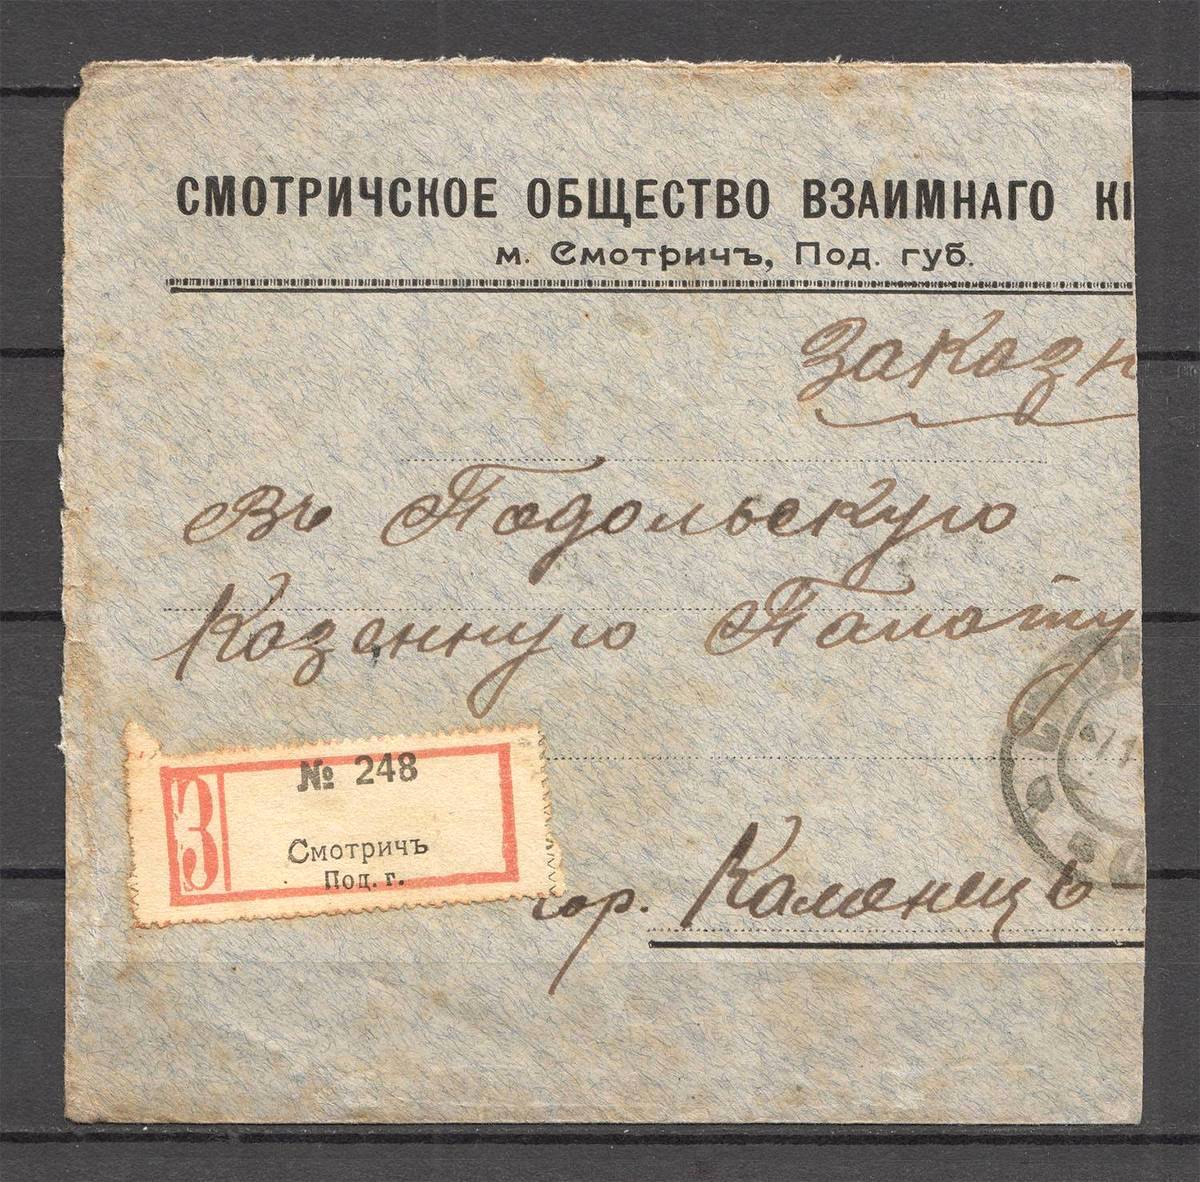 СМОТРИЧСКОЕ ОБЩЕСТВО ВЗАИМНАГО
м. Смотричъ, Под. губ.
Заказн
Въ Подольскую
Казенную Палату
З
№ 248
Смотричъ
Под. г.
гор. Каменецъ